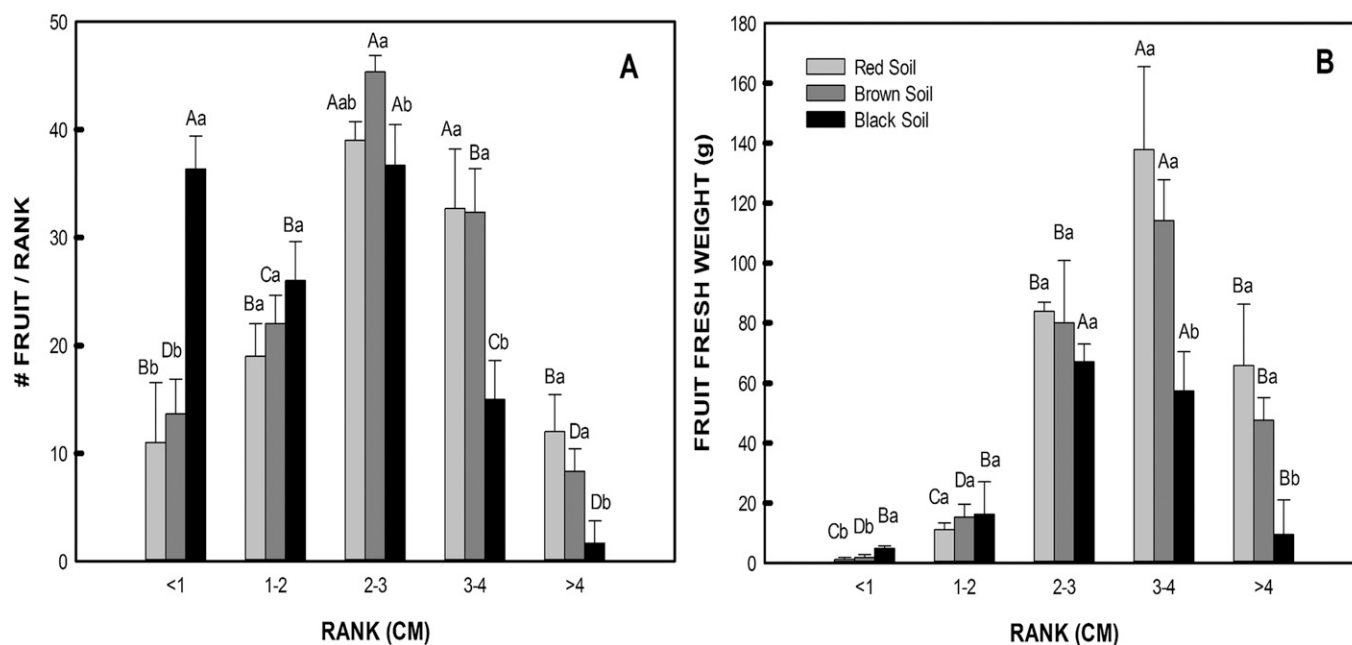 A
# FRUIT / RANK
50
40
30
20
10
0
Bb
Db
Aa
Ba
Ca
Ba
Aab
Aa
Ab
Aa
Ba
Cb
Ba
Da
Db
<1
1-2
2-3
3-4
>4
RANK (CM)
B
FRUIT FRESH WEIGHT (g)
180
160
140
120
100
80
60
40
20
0
Red Soil
Brown Soil
Black Soil
Cb
Db
Ba
Ca
Da
Ba
Ba
Ba
Aa
Aa
Aa
Ab
Ba
Ba
Bb
<1
1-2
2-3
3-4
>4
RANK (CM)